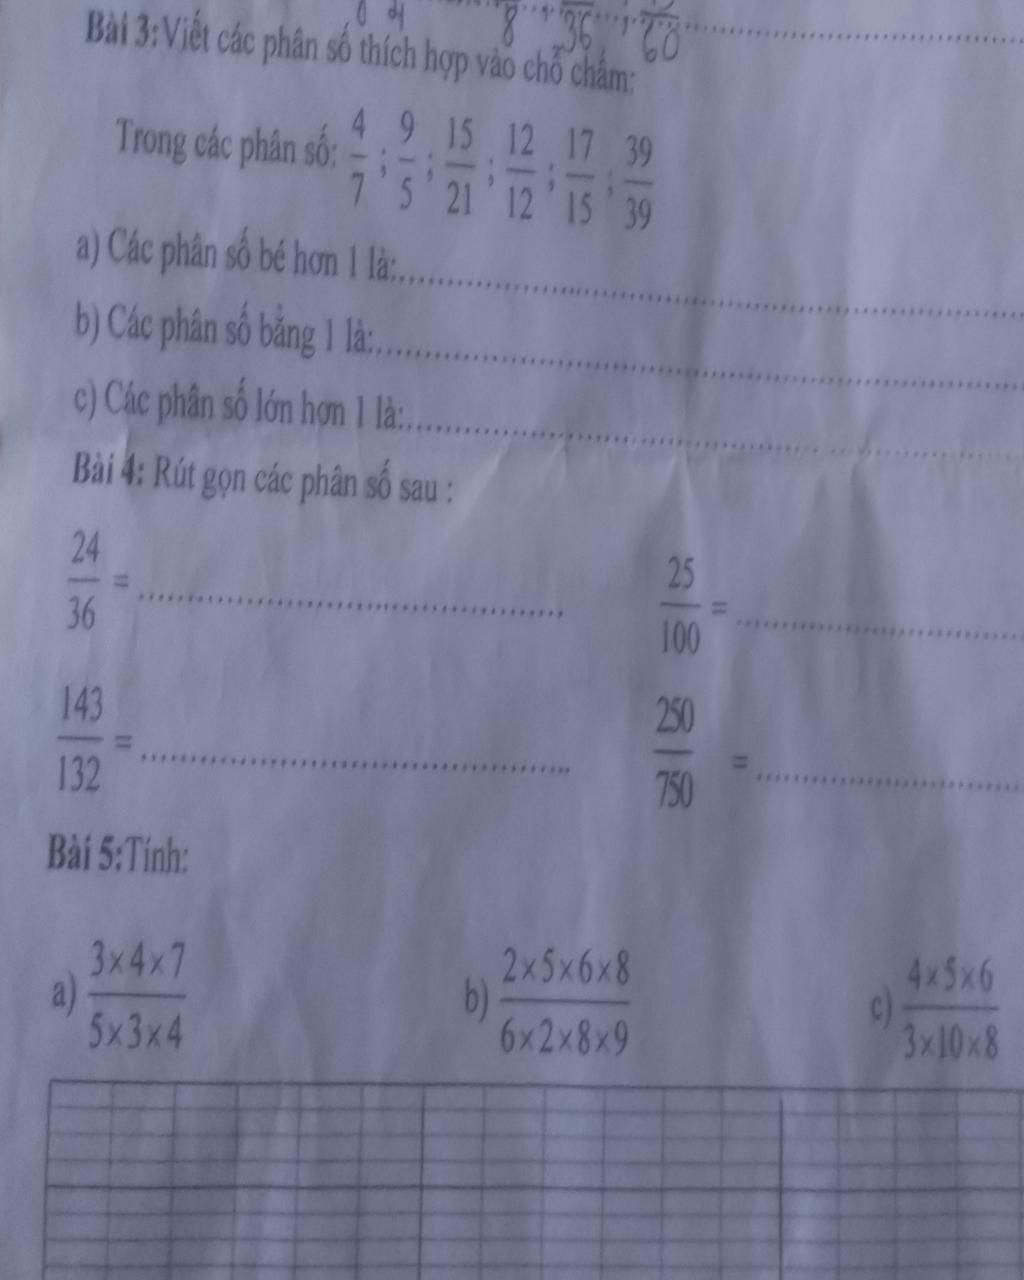 8 36 60
Bài 3: Viết các phân số thích hợp vào chỗ chấm:
Trong các phân số: 4/7 ; 9/5 ; 15/21 ; 12/12 ; 17/15 ; 39/39
a) Các phân số bé hơn 1 là:..............................
b) Các phân số bằng 1 là:..............................
c) Các phân số lớn hơn 1 là:..............................
Bài 4: Rút gọn các phân số sau :
24/36 = .............................. 25/100 = ..............................
143/132 = .............................. 250/750 = ..............................
Bài 5: Tính:
a) 3×4×7/5×3×4 b) 2×5×6×8/6×2×8×9 c) 4×5×6/3×10×8